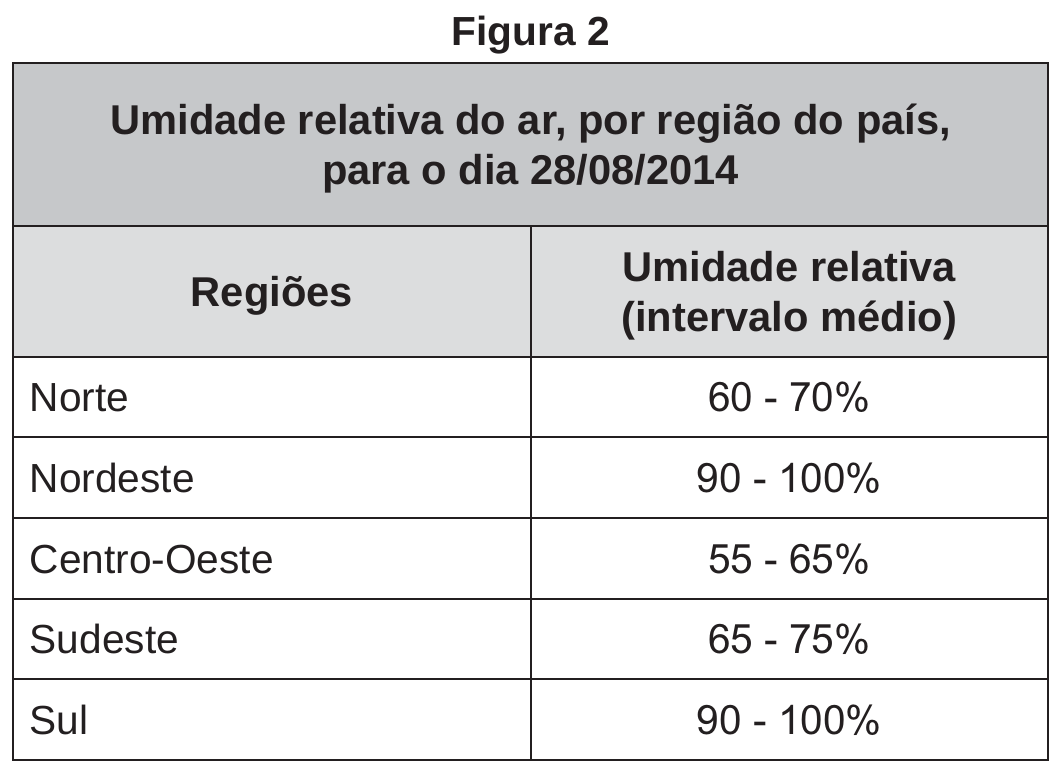 Figura 2
Umidade relativa do ar, por região do país,
para o dia 28/08/2014
Regiões
Umidade relativa
(intervalo médio)
Norte
60 - 70%
Nordeste
90 - 100%
Centro-Oeste
55 - 65%
Sudeste
65 - 75%
Sul
90 - 100%